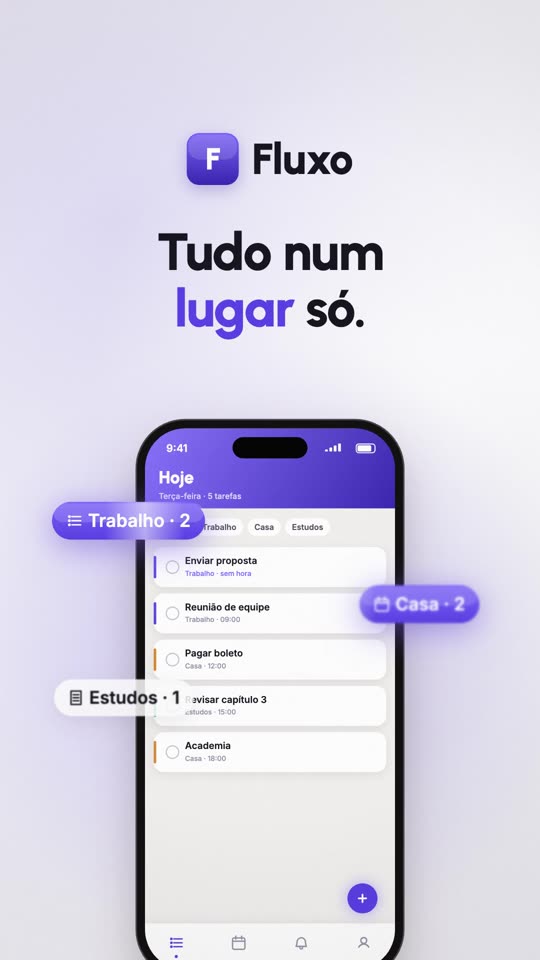 F Fluxo
Tudo num
lugar só.
9:41
Hoje
Terça-feira · 5 tarefas
Trabalho · 2
Trabalho
Casa
Estudos
Enviar proposta
Trabalho · sem hora
Reunião de equipe
Trabalho · 09:00
Casa · 2
Pagar boleto
Casa · 12:00
Estudos · 1
Revisar capítulo 3
Estudos · 15:00
Academia
Casa · 18:00